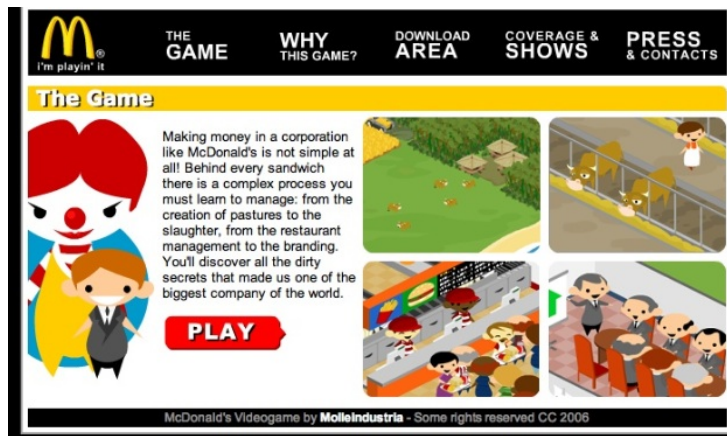 i'm playin' it
THE GAME
WHY THIS GAME?
DOWNLOAD AREA
COVERAGE & SHOWS
PRESS & CONTACTS
The Game
Making money in a corporation
like McDonald's is not simple at
all! Behind every sandwich
there is a complex process you
must learn to manage: from the
creation of pastures to the
slaughter, from the restaurant
management to the branding.
You'll discover all the dirty
secrets that made us one of the
biggest company of the world.
PLAY
McDonald's Videogame by Molleindustria - Some rights reserved CC 2006